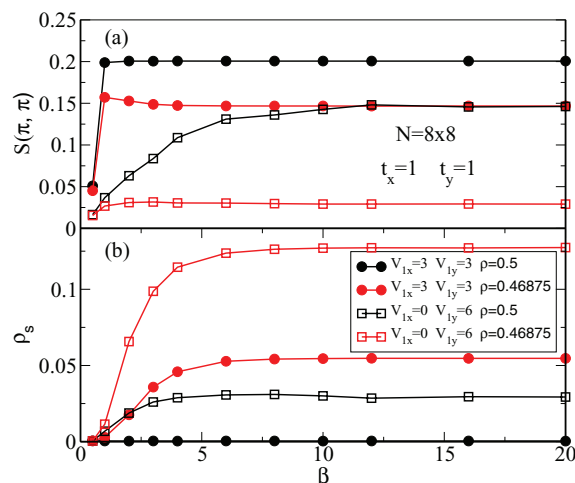 0.25
(a)
0.2
0.15
0.1
0.05
0
S(π, π)
N=8x8
t_x=1 t_y=1
(b)
V_1x=3 V_1y=3 ρ=0.5
V_1x=3 V_1y=3 ρ=0.46875
V_1x=0 V_1y=6 ρ=0.5
V_1x=0 V_1y=6 ρ=0.46875
0.1
0.05
0
ρ_s
0 5 10 15 20
β